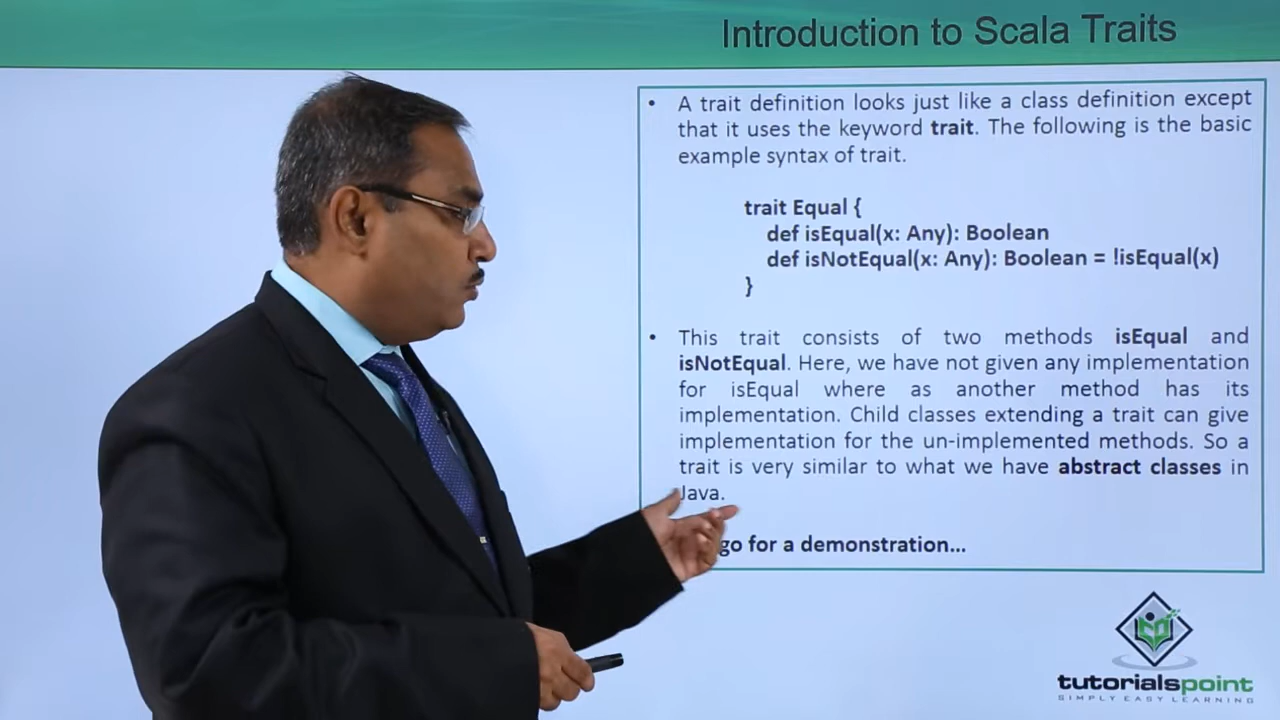 Introduction to Scala Traits
• A trait definition looks just like a class definition except
that it uses the keyword trait. The following is the basic
example syntax of trait.
trait Equal {
def isEqual(x: Any): Boolean
def isNotEqual(x: Any): Boolean = !isEqual(x)
}
• This trait consists of two methods isEqual and
isNotEqual. Here, we have not given any implementation
for isEqual where as another method has its
implementation. Child classes extending a trait can give
implementation for the un-implemented methods. So a
trait is very similar to what we have abstract classes in
Java.
go for a demonstration...
tutorialspoint
SIMPLY EASY LEARNING